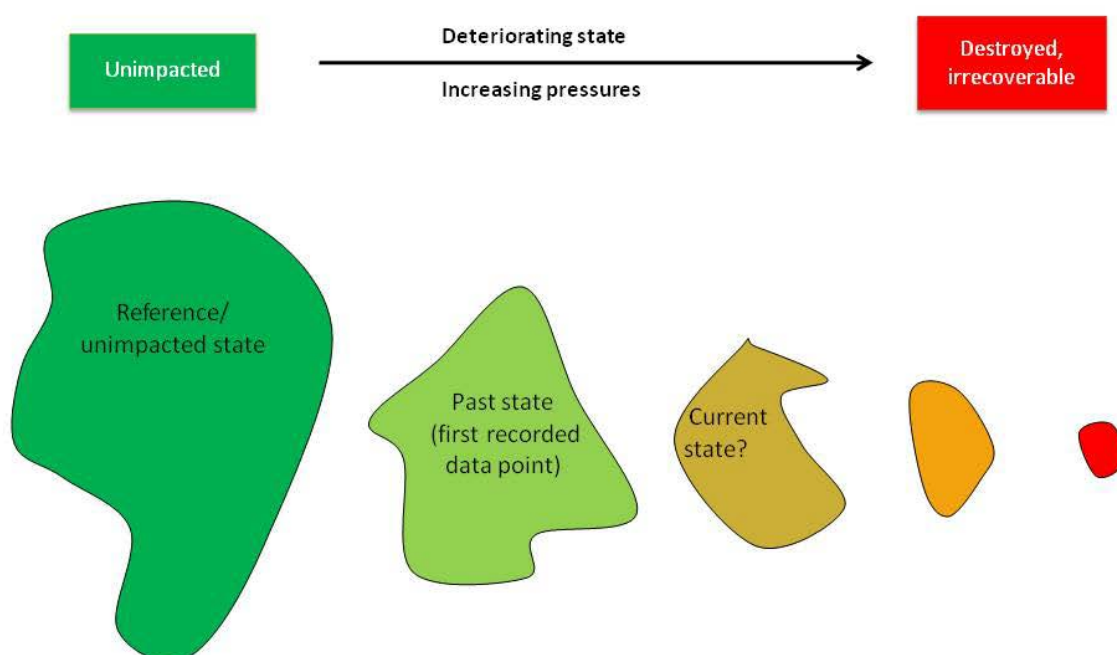 Unimpacted
Deteriorating state
Increasing pressures
Destroyed,
irrecoverable
Reference/
unimpacted state
Past state
(first recorded
data point)
Current
state?